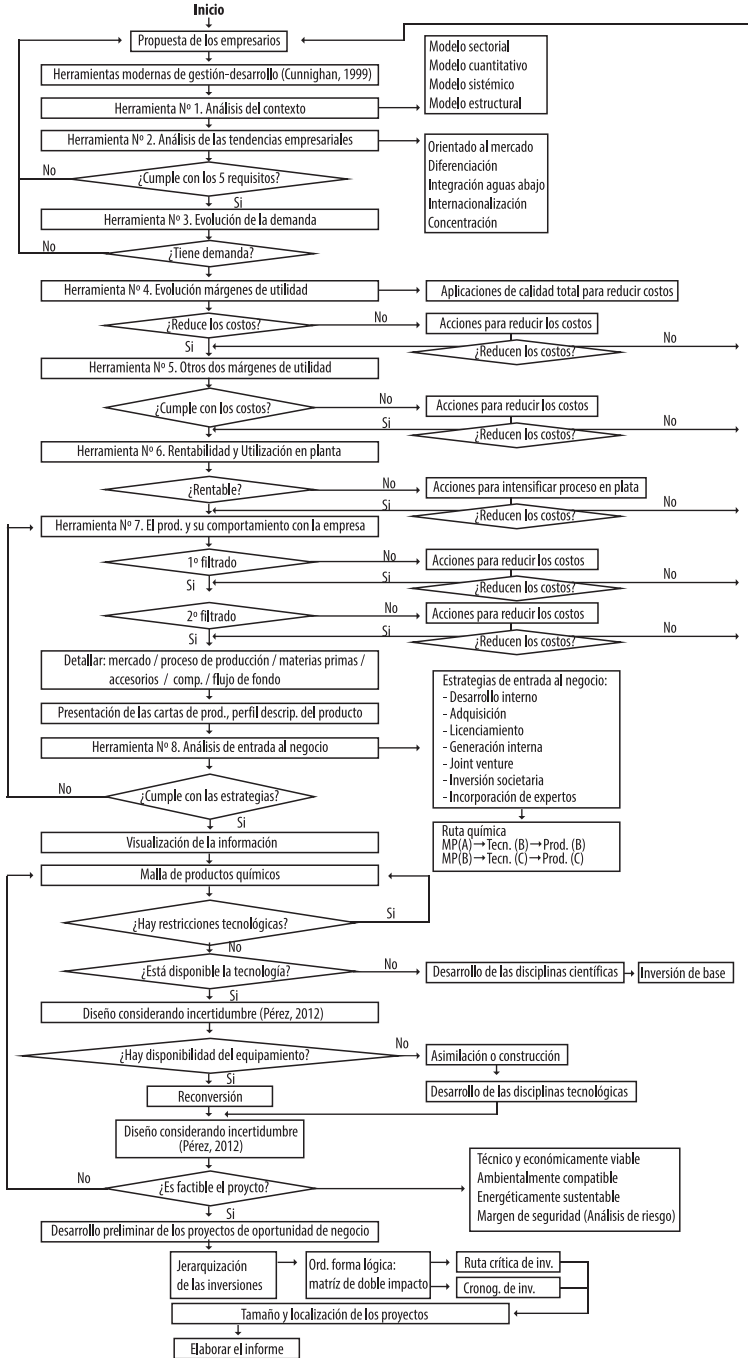 Inicio
Propuesta de los empresarios
Herramientas modernas de gestión-desarrollo (Cunnighan, 1999)
Herramienta Nº 1. Análisis del contexto
Modelo sectorial
Modelo cuantitativo
Modelo sistémico
Modelo estructural
Herramienta Nº 2. Análisis de las tendencias empresariales
Orientado al mercado
Diferenciación
Integración aguas abajo
Internacionalización
Concentración
No
¿Cumple con los 5 requisitos?
Si
Herramienta Nº 3. Evolución de la demanda
No
¿Tiene demanda?
Herramienta Nº 4. Evolución márgenes de utilidad
Aplicaciones de calidad total para reducir costos
¿Reduce los costos?
No
Acciones para reducir los costos
Si
¿Reducen los costos?
No
Herramienta Nº 5. Otros dos márgenes de utilidad
¿Cumple con los costos?
No
Acciones para reducir los costos
Si
¿Reducen los costos?
No
Herramienta Nº 6. Rentabilidad y Utilización en planta
¿Rentable?
No
Acciones para intensificar proceso en plata
Si
¿Reducen los costos?
No
Herramienta Nº 7. El prod. y su comportamiento con la empresa
1º filtrado
No
Acciones para reducir los costos
Si
Si
¿Reducen los costos?
No
2º filtrado
No
Acciones para reducir los costos
Si
Si
¿Reducen los costos?
No
Detallar: mercado / proceso de producción / materias primas /
accesorios / comp. / flujo de fondo
Presentación de las cartas de prod., perfil descrip. del producto
Herramienta Nº 8. Análisis de entrada al negocio
Estrategias de entrada al negocio:
- Desarrollo interno
- Adquisición
- Licenciamiento
- Generación interna
- Joint venture
- Inversión societaria
- Incorporación de expertos
No
¿Cumple con las estrategias?
Si
Ruta química
MP(A)→Tecn. (B)→Prod. (B)
MP(B)→Tecn. (C)→Prod. (C)
Visualización de la información
Malla de productos químicos
¿Hay restricciones tecnológicas?
Si
No
¿Está disponible la tecnología?
No
Desarrollo de las disciplinas científicas
Inversión de base
Si
Diseño considerando incertidumbre (Pérez, 2012)
¿Hay disponibilidad del equipamiento?
No
Asimilación o construcción
Si
Desarrollo de las disciplinas tecnológicas
Reconversión
Diseño considerando incertidumbre
(Pérez, 2012)
No
¿Es factible el proycto?
Técnico y económicamente viable
Ambientalmente compatible
Energéticamente sustentable
Margen de seguridad (Análisis de riesgo)
Si
Desarrollo preliminar de los proyectos de oportunidad de negocio
Jerarquización
de las inversiones
Ord. forma lógica:
matríz de doble impacto
Ruta crítica de inv.
Cronog. de inv.
Tamaño y localización de los proyectos
Elaborar el informe